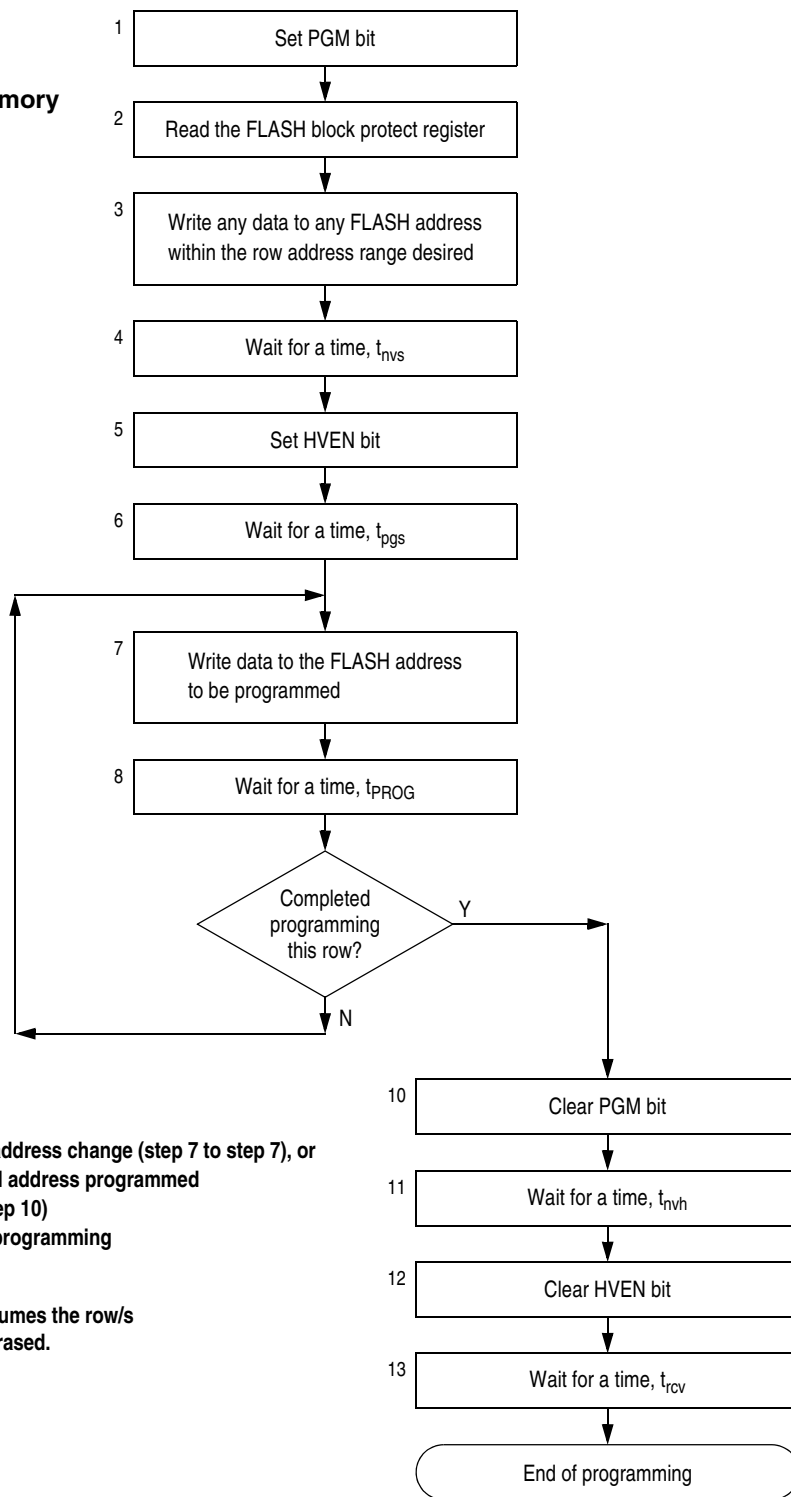 1
Set PGM bit
mory
2
Read the FLASH block protect register
3
Write any data to any FLASH address
within the row address range desired
4
Wait for a time, tnvs
5
Set HVEN bit
6
Wait for a time, tpgs
7
Write data to the FLASH address
to be programmed
8
Wait for a time, tPROG
Completed
programming
this row?
Y
N
10
Clear PGM bit
address change (step 7 to step 7), or
address programmed
ep 10)
programming
11
Wait for a time, tnvh
12
Clear HVEN bit
umes the row/s
rased.
13
Wait for a time, trcv
End of programming